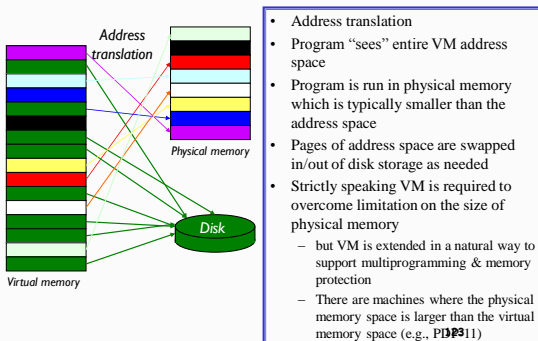 Address
translation
Physical memory
Disk
Virtual memory
• Address translation
• Program “sees” entire VM address
space
• Program is run in physical memory
which is typically smaller than the
address space
• Pages of address space are swapped
in/out of disk storage as needed
• Strictly speaking VM is required to
overcome limitation on the size of
physical memory
– but VM is extended in a natural way to
support multiprogramming & memory
protection
– There are machines where the physical
memory space is larger than the virtual
memory space (e.g., PDP-11)
123